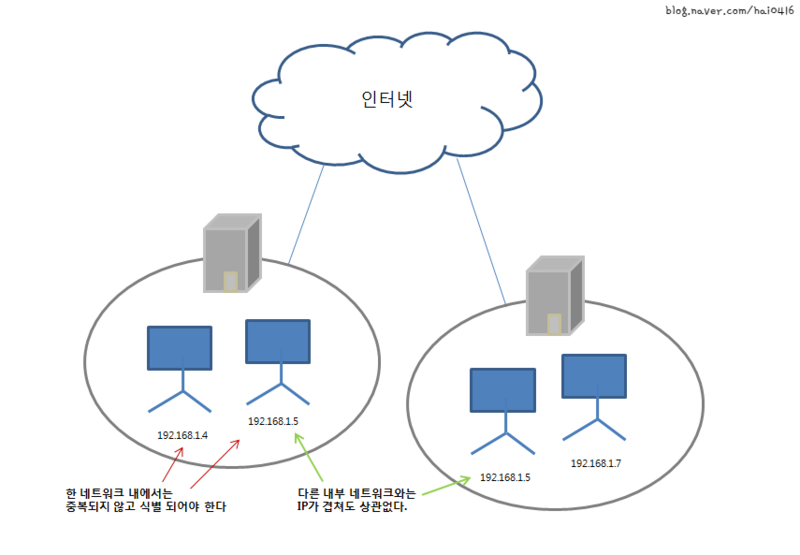 blog.naver.com/hai0416
인터넷
192.168.1.4
192.168.1.5
192.168.1.5
192.168.1.7
한 네트워크 내에서는
중복되지 않고 식별 되어야 한다
다른 내부 네트워크와는
IP가 겹쳐도 상관없다.